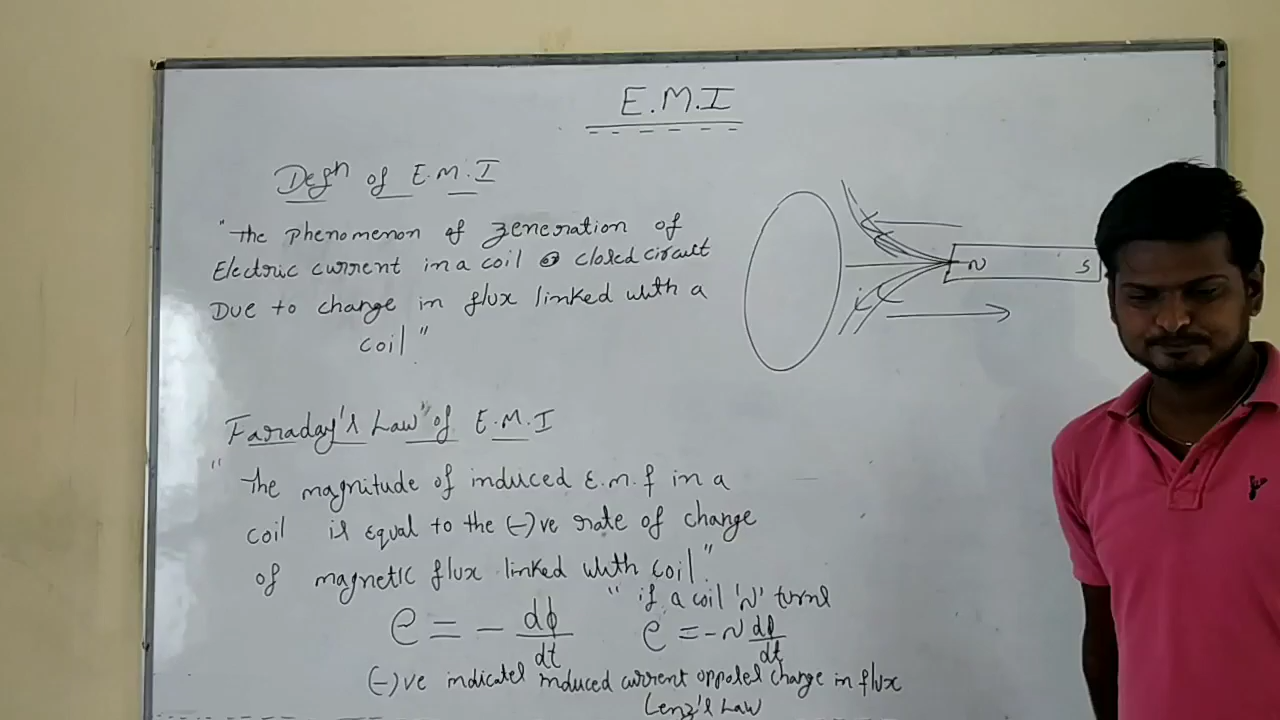 E.M.I
Defn of E.M.I
"The phenomenon of generation of
Electric current in a coil or closed circuit
Due to change in flux linked with a
coil"
N S
Faraday's Law" of E.M.I
"The magnitude of induced E.m.f in a
coil is equal to the (-)ve rate of change
of magnetic flux linked with coil"
"if a coil 'N' turns
e = - dϕ/dt e = -N dϕ/dt
(-)ve indicates induced current opposes change in flux
Lenz's Law